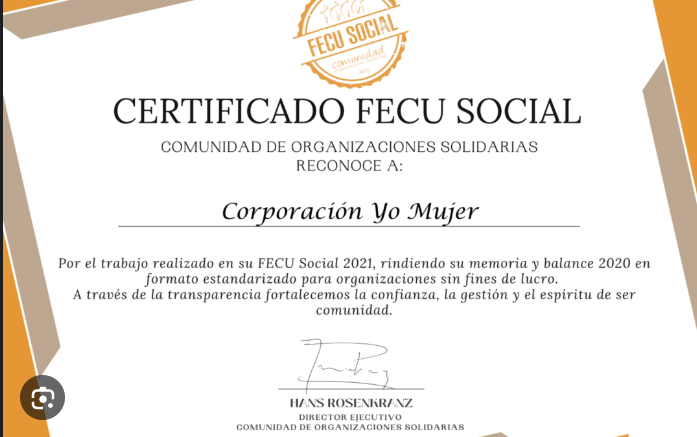 FECU SOCIAL
comunidad
CERTIFICADO FECU SOCIAL
COMUNIDAD DE ORGANIZACIONES SOLIDARIAS
RECONOCE A:
Corporación Yo Mujer
Por el trabajo realizado en su FECU Social 2021, rindiendo su memoria y balance 2020 en
formato estandarizado para organizaciones sin fines de lucro.
A través de la transparencia fortalecemos la confianza, la gestión y el espíritu de ser
comunidad.
HANS ROSENKRANZ
DIRECTOR EJECUTIVO
COMUNIDAD DE ORGANIZACIONES SOLIDARIAS